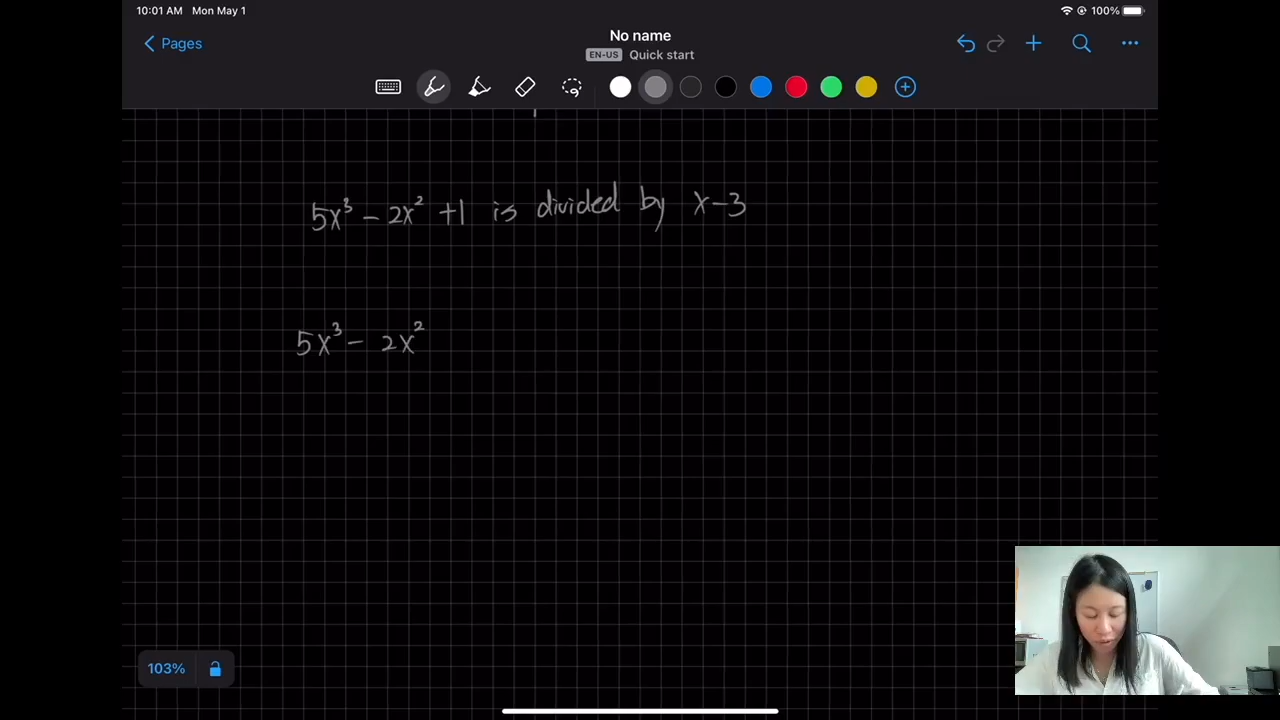 10:01 AM Mon May 1 100%
Pages
No name
EN-US Quick start
5x³ - 2x² +1 is divided by x-3
5x³ - 2x²
103%